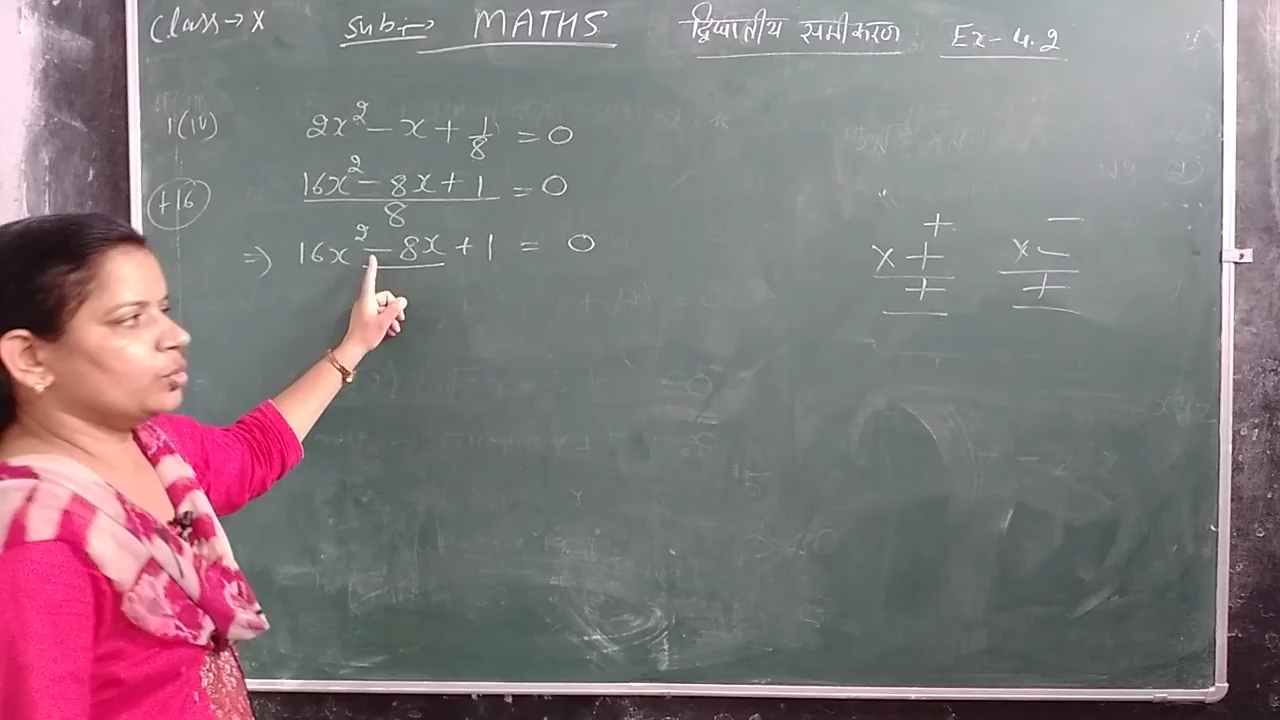 Class→X Sub:→ MATHS द्विघातीय समीकरण Ex-4.2
1(iv) 2x² - x + 1/8 = 0
16x² - 8x + 1 = 0
8
+16
⇒ 16x² - 8x + 1 = 0
+ −
× + × −
+ +